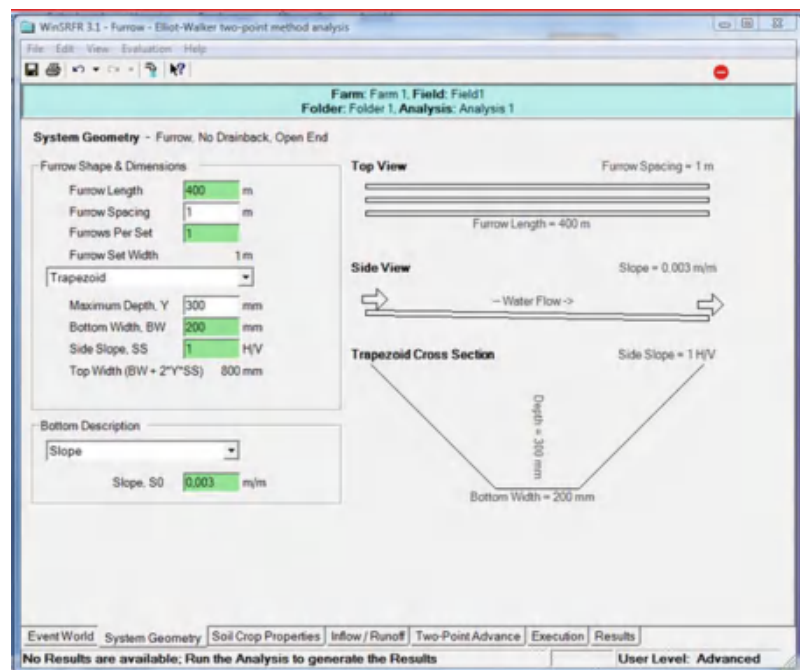 WinSRFR 3.1 - Furrow - Elliot-Walker two-point method analysis
File Edit View Evaluation Help
Farm: Farm 1, Field: Field1
Folder: Folder 1, Analysis: Analysis 1
System Geometry - Furrow, No Drainback, Open End
Furrow Shape & Dimensions
Furrow Length 400 m
Furrow Spacing 1 m
Furrows Per Set 1
Furrow Set Width 1 m
Trapezoid
Maximum Depth, Y 300 mm
Bottom Width, BW 200 mm
Side Slope, SS 1 H/V
Top Width (BW + 2*Y*SS) 800 mm
Bottom Description
Slope
Slope, S0 0.003 m/m
Top View Furrow Spacing = 1 m
Furrow Length = 400 m
Side View Slope = 0.003 m/m
-- Water Flow ->
Trapezoid Cross Section Side Slope = 1 H/V
Depth = 300 mm
Bottom Width = 200 mm
Event World System Geometry Soil Crop Properties Inflow / Runoff Two-Point Advance Execution Results
No Results are available; Run the Analysis to generate the Results User Level: Advanced